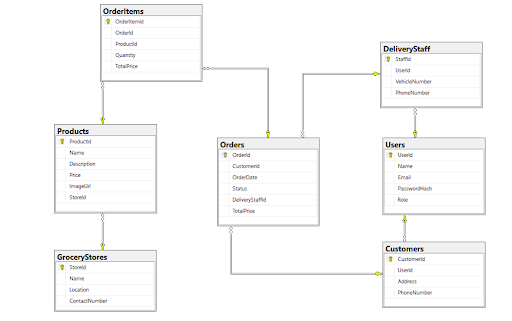 OrderItems
OrderItemId
OrderId
ProductId
Quantity
TotalPrice
DeliveryStaff
StaffId
UserId
VehicleNumber
PhoneNumber
Products
ProductId
Name
Description
Price
ImageUrl
StoreId
Orders
OrderId
CustomerId
OrderDate
Status
DeliveryStaffId
TotalPrice
Users
UserId
Name
Email
PasswordHash
Role
GroceryStores
StoreId
Name
Location
ContactNumber
Customers
CustomerId
UserId
Address
PhoneNumber